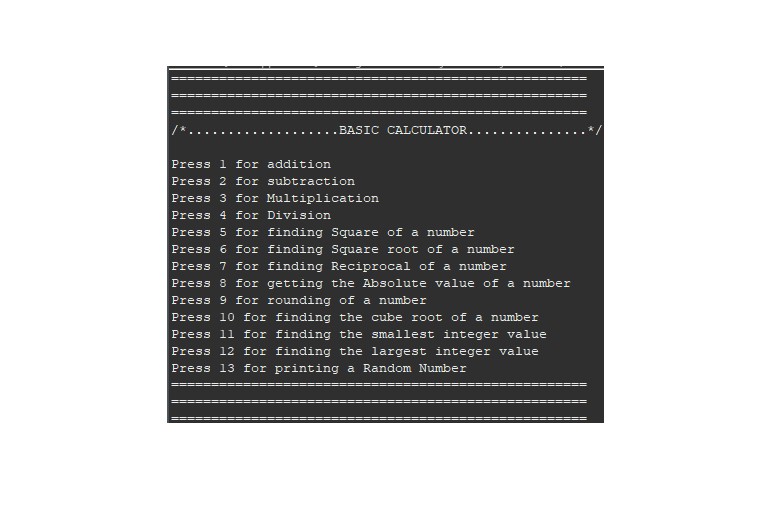 ====================================================
====================================================
====================================================
/*...................BASIC CALCULATOR...............*/
Press 1 for addition
Press 2 for subtraction
Press 3 for Multiplication
Press 4 for Division
Press 5 for finding Square of a number
Press 6 for finding Square root of a number
Press 7 for finding Reciprocal of a number
Press 8 for getting the Absolute value of a number
Press 9 for rounding of a number
Press 10 for finding the cube root of a number
Press 11 for finding the smallest integer value
Press 12 for finding the largest integer value
Press 13 for printing a Random Number
====================================================
====================================================
====================================================